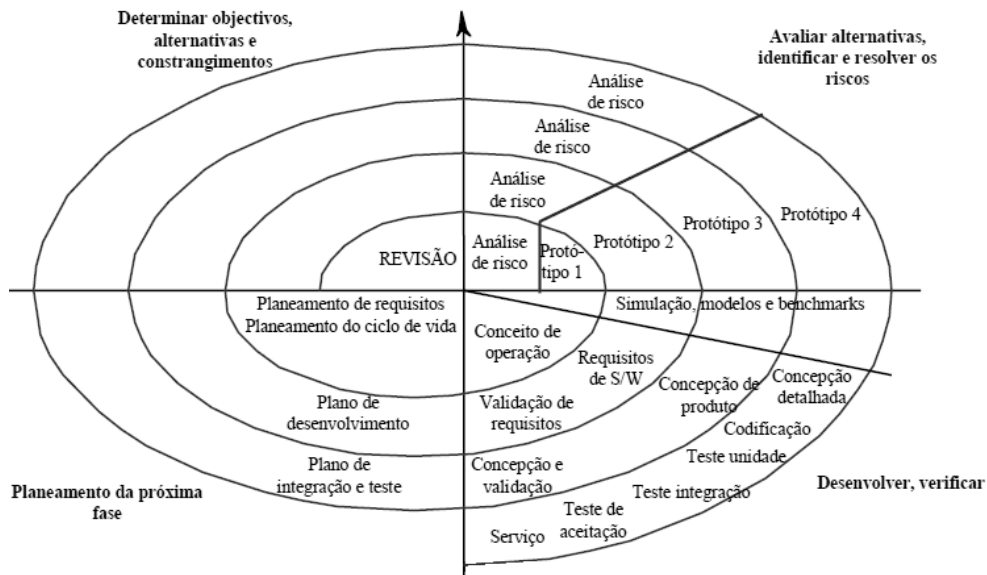 Determinar objectivos,
alternativas e
constrangimentos
Avaliar alternativas,
identificar e resolver os
riscos
Análise
de risco
Análise
de risco
Análise
de risco
REVISÃO
Análise
de risco
Protó-
tipo 1
Protótipo 2
Protótipo 3
Protótipo 4
Planeamento de requisitos
Planeamento do ciclo de vida
Simulação, modelos e benchmarks
Conceito
de operação
Requisitos
de S/W
Concepção de
produto
Concepção
detalhada
Plano de
desenvolvimento
Validação de
requisitos
Codificação
Teste unidade
Plano de
integração e teste
Concepção e
validação
Teste integração
Teste de
aceitação
Serviço
Planeamento da próxima
fase
Desenvolver, verificar